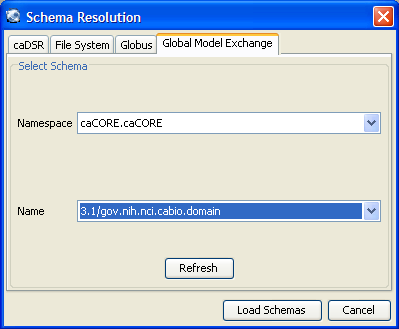 Schema Resolution
caDSR File System Globus Global Model Exchange
Select Schema
Namespace caCORE.caCORE
Name 3.1/gov.nih.nci.cabio.domain
Refresh
Load Schemas Cancel